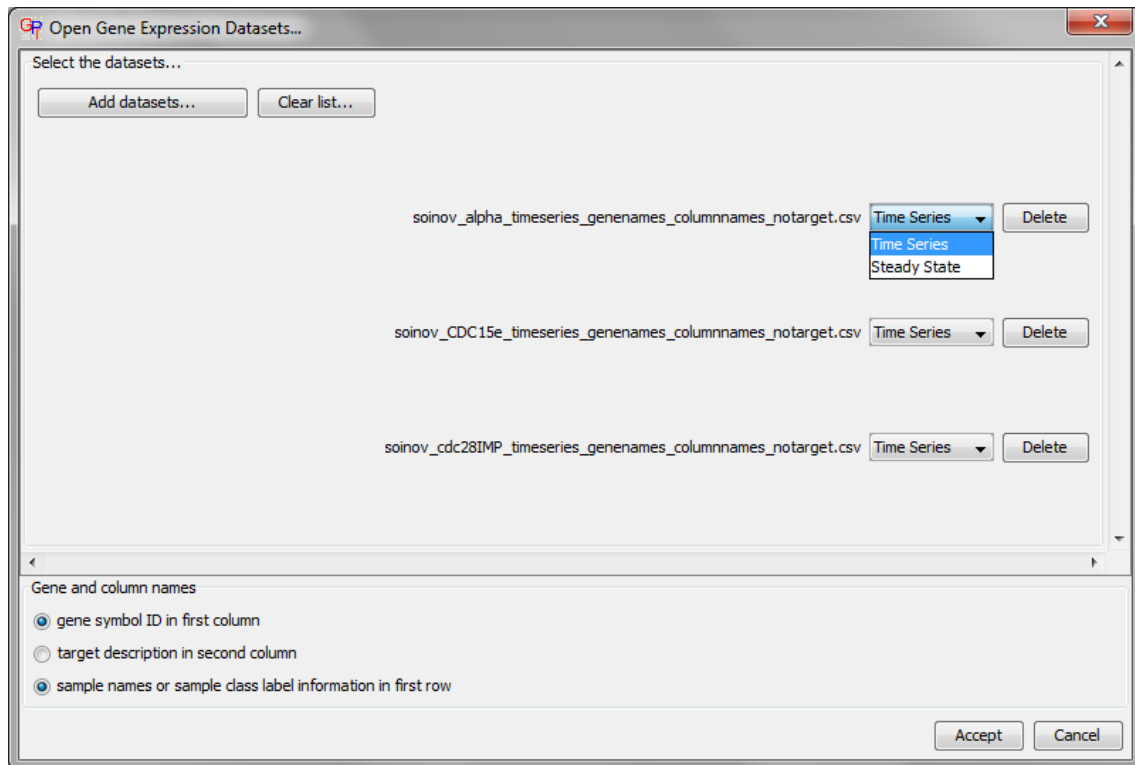 Open Gene Expression Datasets...
Select the datasets...
Add datasets... Clear list...
soinov_alpha_timeseries_genenames_columnnames_notarget.csv Time Series Delete
Time Series
Steady State
soinov_CDC15e_timeseries_genenames_columnnames_notarget.csv Time Series Delete
soinov_cdc28IMP_timeseries_genenames_columnnames_notarget.csv Time Series Delete
Gene and column names
gene symbol ID in first column
target description in second column
sample names or sample class label information in first row
Accept Cancel